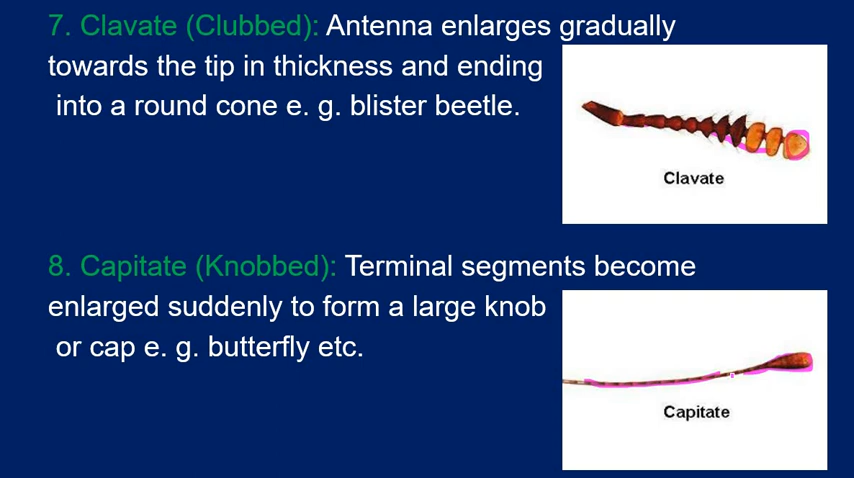 7. Clavate (Clubbed): Antenna enlarges gradually
towards the tip in thickness and ending
into a round cone e. g. blister beetle.
Clavate
8. Capitate (Knobbed): Terminal segments become
enlarged suddenly to form a large knob
or cap e. g. butterfly etc.
Capitate